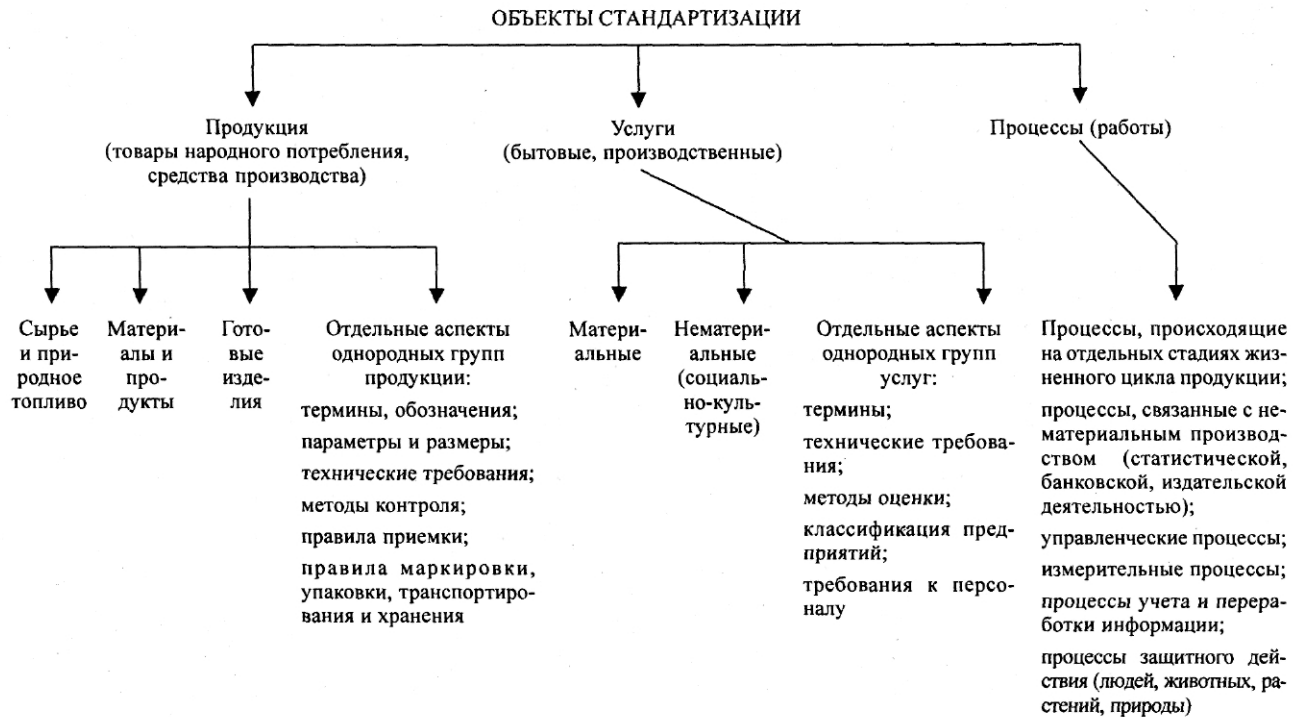 ОБЪЕКТЫ СТАНДАРТИЗАЦИИ
Продукция
(товары народного потребления,
средства производства)
Услуги
(бытовые, производственные)
Процессы (работы)
Сырье
и при-
родное
топливо
Матери-
алы и
про-
дукты
Гото-
вые
изде-
лия
Отдельные аспекты
однородных групп
продукции:
термины, обозначения;
параметры и размеры;
технические требования;
методы контроля;
правила приемки;
правила маркировки,
упаковки, транспортиро-
вания и хранения
Матери-
альные
Нематери-
альные
(социаль-
но-куль-
турные)
Отдельные аспекты
однородных групп
услуг:
термины;
технические требова-
ния;
методы оценки;
классификация пред-
приятий;
требования к персо-
налу
Процессы, происходящие
на отдельных стадиях жиз-
ненного цикла продукции;
процессы, связанные с не-
материальным производ-
ством (статистической,
банковской, издательской
деятельностью);
управленческие процессы;
измерительные процессы;
процессы учета и перера-
ботки информации;
процессы защитного дей-
ствия (людей, животных, ра-
стений, природы)